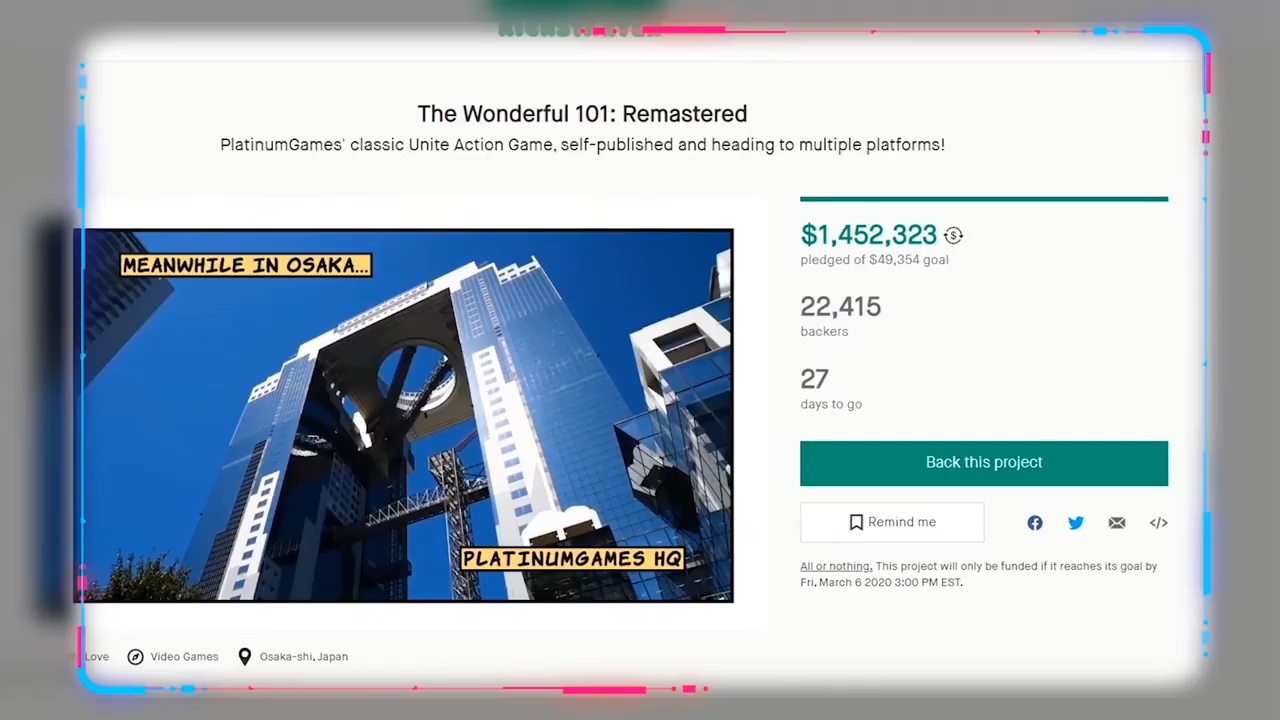 The Wonderful 101: Remastered
PlatinumGames' classic Unite Action Game, self-published and heading to multiple platforms!
MEANWHILE IN OSAKA...
PLATINUMGAMES HQ
$1,452,323
pledged of $49,354 goal
22,415
backers
27
days to go
Back this project
Remind me
All or nothing. This project will only be funded if it reaches its goal by
Fri, March 6 2020 3:00 PM EST.
Love
Video Games
Osaka-shi, Japan